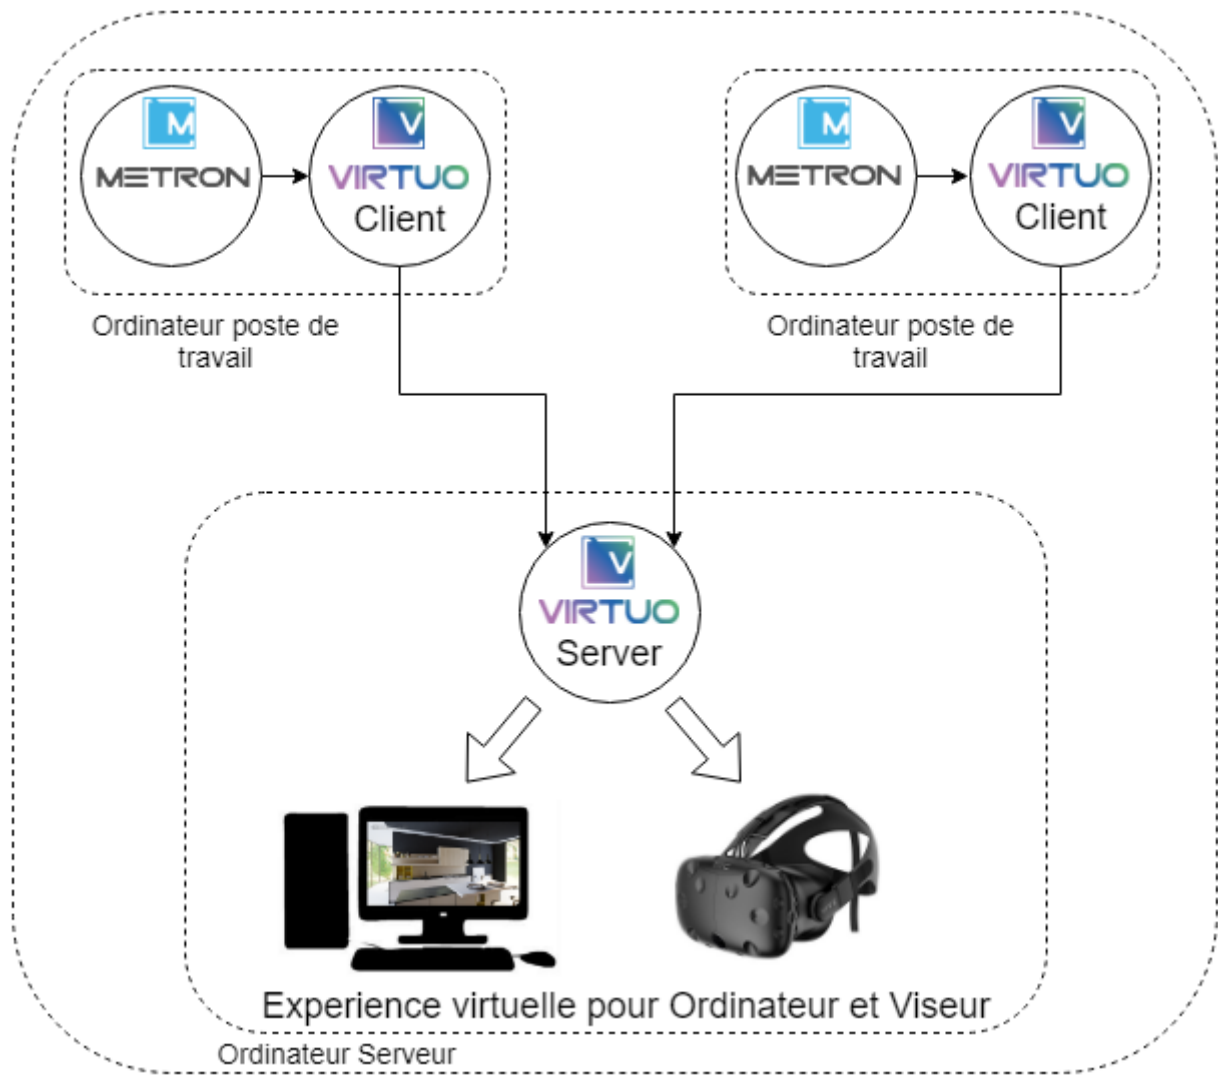 M
METRON
V
VIRTUO
Client
M
METRON
V
VIRTUO
Client
Ordinateur poste de
travail
Ordinateur poste de
travail
V
VIRTUO
Server
Experience virtuelle pour Ordinateur et Viseur
Ordinateur Serveur